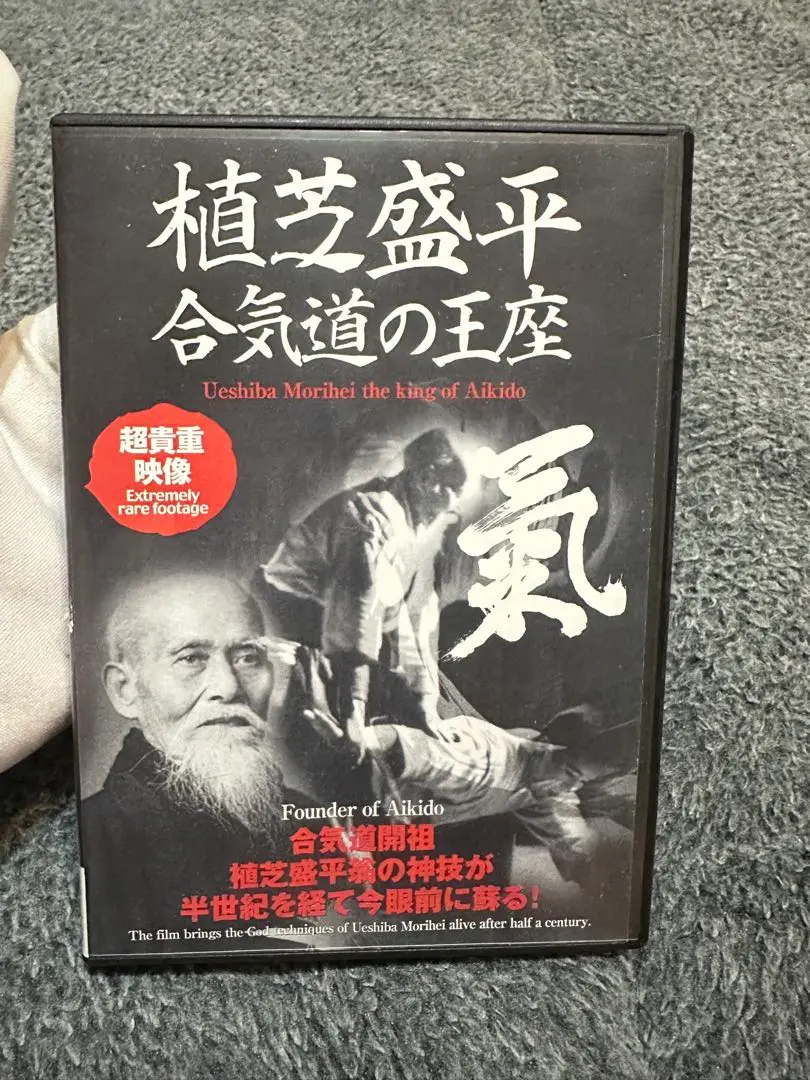 植芝盛平
合気道の王座
Ueshiba Morihei the king of Aikido
超貴重
映像
Extremely
rare footage
氣
Founder of Aikido
合気道開祖
植芝盛平翁の神技が
半世紀を経て今眼前に蘇る!
The film brings the God techniques of Ueshiba Morihei alive after half a century.